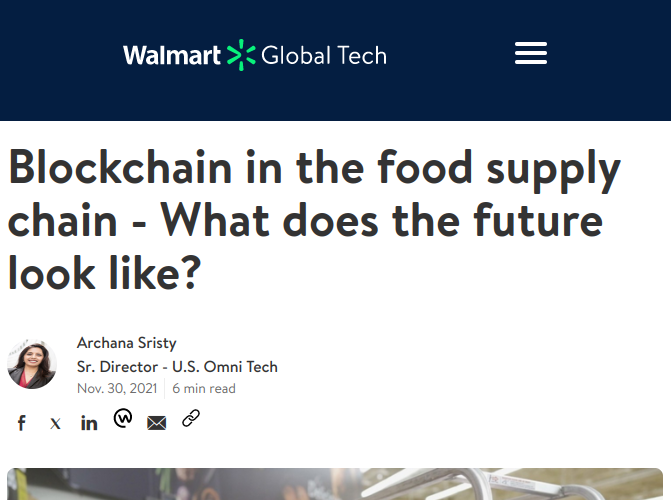 Walmart Global Tech
Blockchain in the food supply
chain - What does the future
look like?
Archana Sristy
Sr. Director - U.S. Omni Tech
Nov. 30, 2021 6 min read